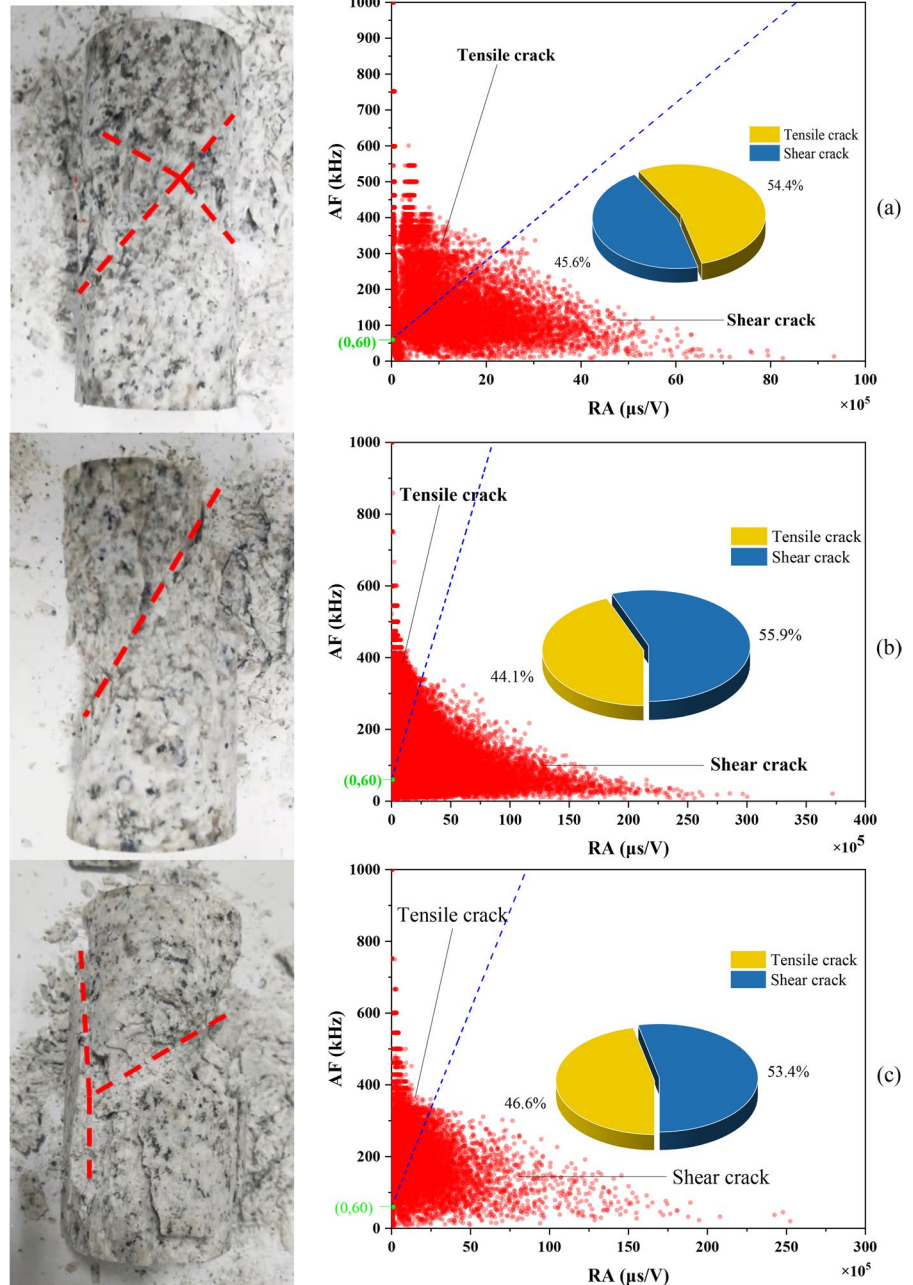 1000
900
800
700
600
500
400
300
200
100
0
AF (kHz)
Tensile crack
Tensile crack
Shear crack
54.4%
45.6%
(a)
Shear crack
(0,60)
0
20
40
60
80
100
RA (μs/V)
×10⁵
1000
800
600
400
200
0
AF (kHz)
Tensile crack
Tensile crack
Shear crack
55.9%
44.1%
(b)
Shear crack
(0,60)
0
50
100
150
200
250
300
350
400
RA (μs/V)
×10⁵
1000
800
600
400
200
0
AF (kHz)
Tensile crack
Tensile crack
Shear crack
53.4%
46.6%
(c)
Shear crack
(0,60)
0
50
100
150
200
250
300
RA (μs/V)
×10⁵